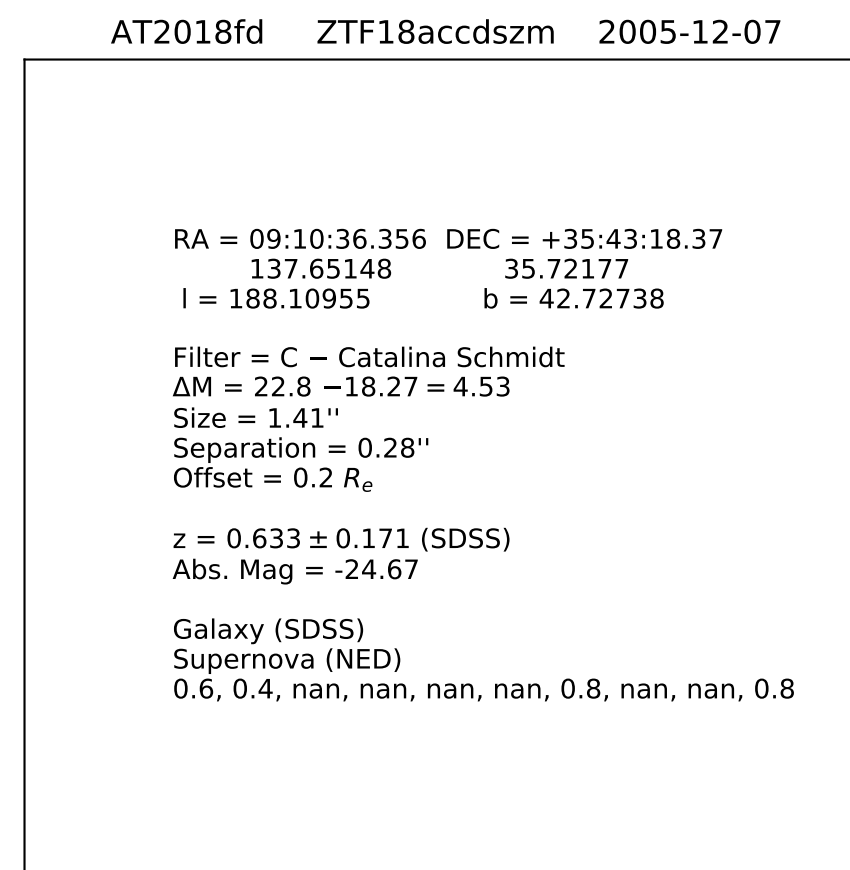 AT2018fd ZTF18accdszm 2005-12-07
RA = 09:10:36.356 DEC = +35:43:18.37
137.65148 35.72177
l = 188.10955 b = 42.72738
Filter = C − Catalina Schmidt
ΔM = 22.8 −18.27 = 4.53
Size = 1.41''
Separation = 0.28''
Offset = 0.2 Rₑ
z = 0.633 ± 0.171 (SDSS)
Abs. Mag = -24.67
Galaxy (SDSS)
Supernova (NED)
0.6, 0.4, nan, nan, nan, nan, 0.8, nan, nan, 0.8